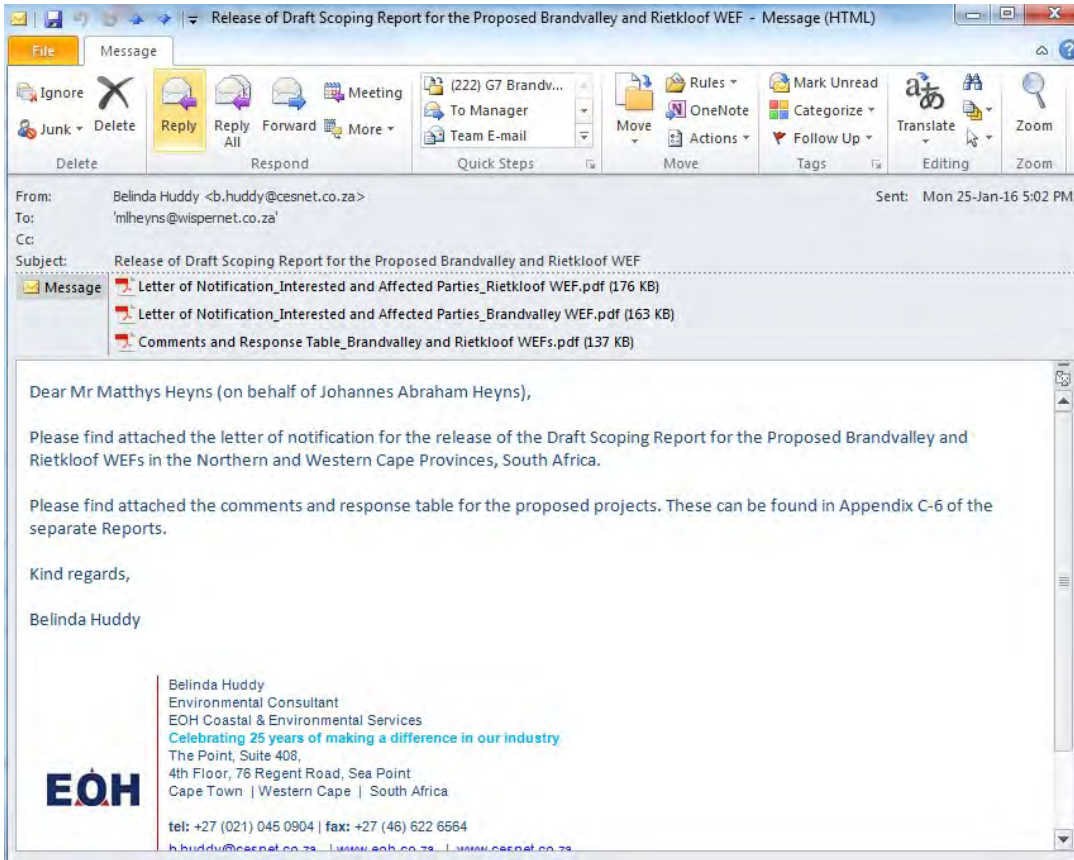 Release of Draft Scoping Report for the Proposed Brandvalley and Rietkloof WEF - Message (HTML)
File Message
Ignore
Junk
Delete
Delete
Reply
Reply All
Forward
Meeting
More
Respond
(222) G7 Brandv...
To Manager
Team E-mail
Quick Steps
Move
Rules
OneNote
Actions
Move
Mark Unread
Categorize
Follow Up
Tags
Translate
Editing
Zoom
Zoom
From: Belinda Huddy <b.huddy@cesnet.co.za> Sent: Mon 25-Jan-16 5:02 PM
To: 'mlheyns@wispernet.co.za'
Cc:
Subject: Release of Draft Scoping Report for the Proposed Brandvalley and Rietkloof WEF
Message Letter of Notification_Interested and Affected Parties_Rietkloof WEF.pdf (176 KB)
Letter of Notification_Interested and Affected Parties_Brandvalley WEF.pdf (163 KB)
Comments and Response Table_Brandvalley and Rietkloof WEFs.pdf (137 KB)
Dear Mr Matthys Heyns (on behalf of Johannes Abraham Heyns),
Please find attached the letter of notification for the release of the Draft Scoping Report for the Proposed Brandvalley and
Rietkloof WEFs in the Northern and Western Cape Provinces, South Africa.
Please find attached the comments and response table for the proposed projects. These can be found in Appendix C-6 of the
separate Reports.
Kind regards,
Belinda Huddy
EOH
Belinda Huddy
Environmental Consultant
EOH Coastal & Environmental Services
Celebrating 25 years of making a difference in our industry
The Point, Suite 408,
4th Floor, 76 Regent Road, Sea Point
Cape Town | Western Cape | South Africa
tel: +27 (021) 045 0904 | fax: +27 (46) 622 6564
b.huddy@cesnet.co.za | www.eoh.co.za | www.cesnet.co.za